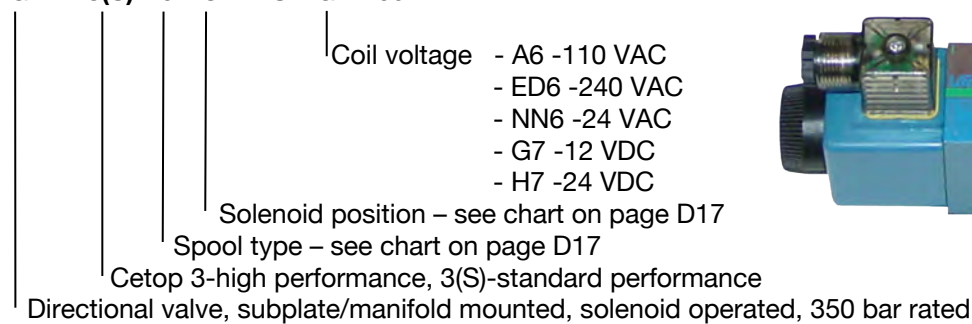 Coil voltage - A6 -110 VAC
- ED6 -240 VAC
- NN6 -24 VAC
- G7 -12 VDC
- H7 -24 VDC
Solenoid position – see chart on page D17
Spool type – see chart on page D17
Cetop 3-high performance, 3(S)-standard performance
Directional valve, subplate/manifold mounted, solenoid operated, 350 bar rated